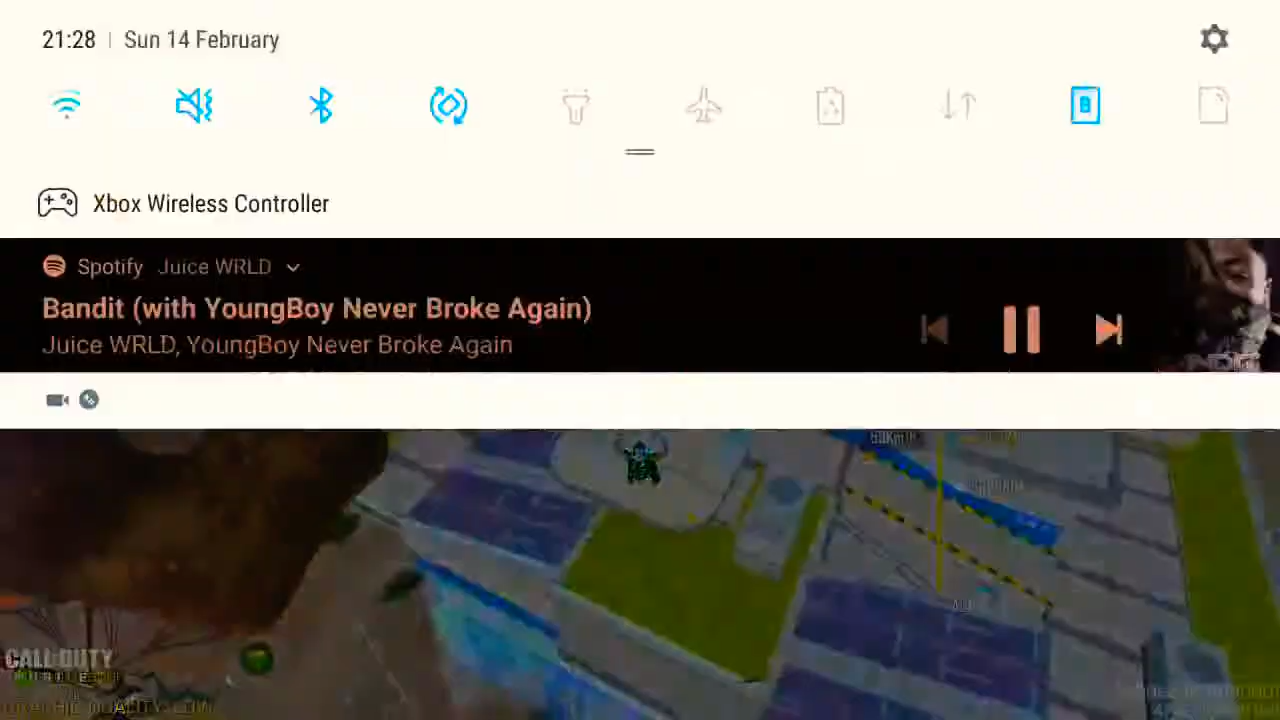 21:28 | Sun 14 February
Xbox Wireless Controller
Spotify Juice WRLD
Bandit (with YoungBoy Never Broke Again)
Juice WRLD, YoungBoy Never Broke Again
CALL DUTY